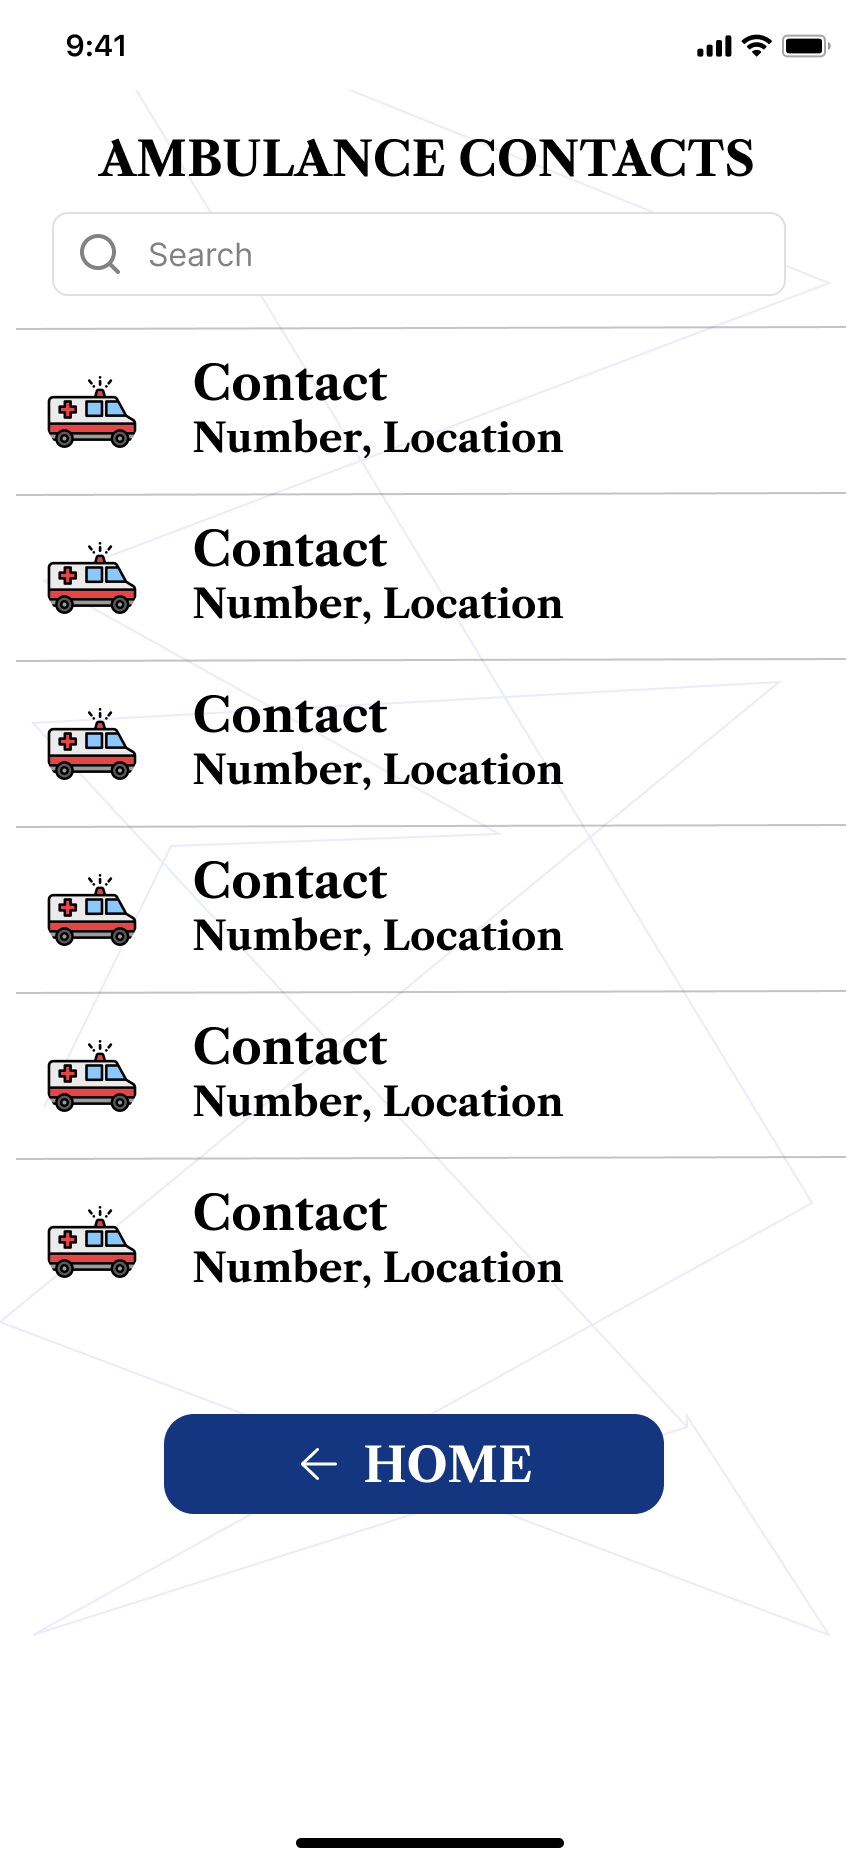 9:41
AMBULANCE CONTACTS
Search
Contact
Number, Location
Contact
Number, Location
Contact
Number, Location
Contact
Number, Location
Contact
Number, Location
Contact
Number, Location
HOME